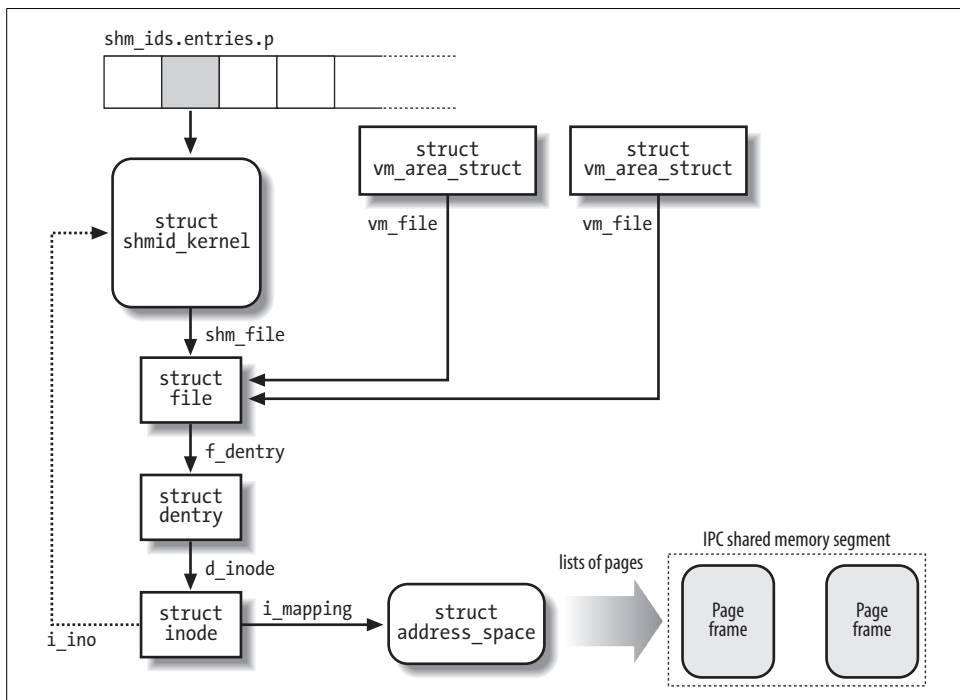 shm_ids.entries.p
struct
vm_area_struct
struct
vm_area_struct
struct
shmid_kernel
vm_file
vm_file
shm_file
struct
file
f_dentry
struct
dentry
d_inode
struct
inode
i_ino
i_mapping
struct
address_space
lists of pages
IPC shared memory segment
Page
frame
Page
frame